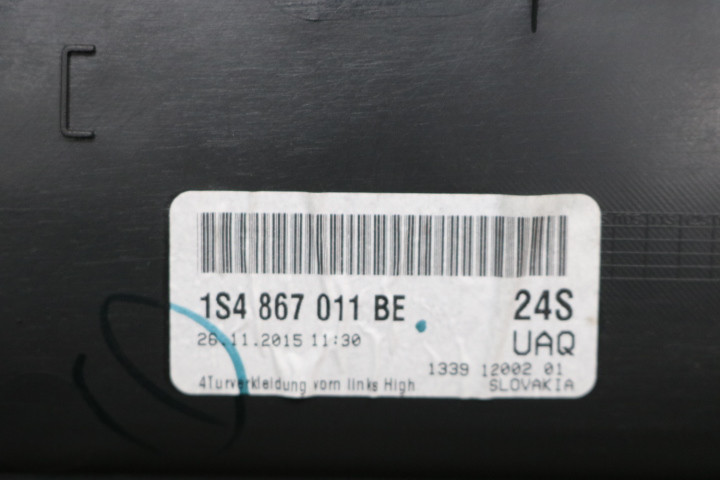 1S4 867 011 BE 24S
26.11.2015 11:30 UAQ
1339 12002 01
4Turverkleidung vorn links High SLOVAKIA